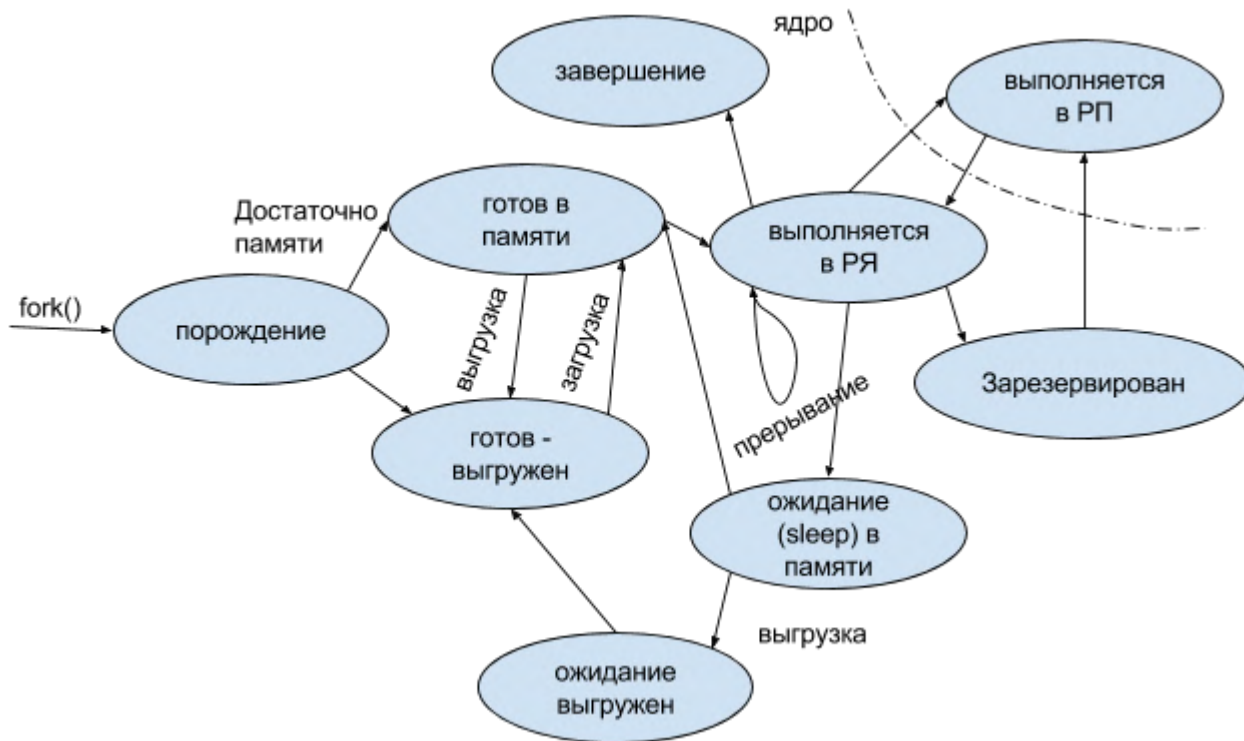 ядро
завершение
выполняется
в РП
готов в
памяти
Достаточно
памяти
выполняется
в РЯ
fork()
порождение
выгрузка
загрузка
Зарезервирован
прерывание
готов -
выгружен
ожидание
(sleep) в
памяти
выгрузка
ожидание
выгружен